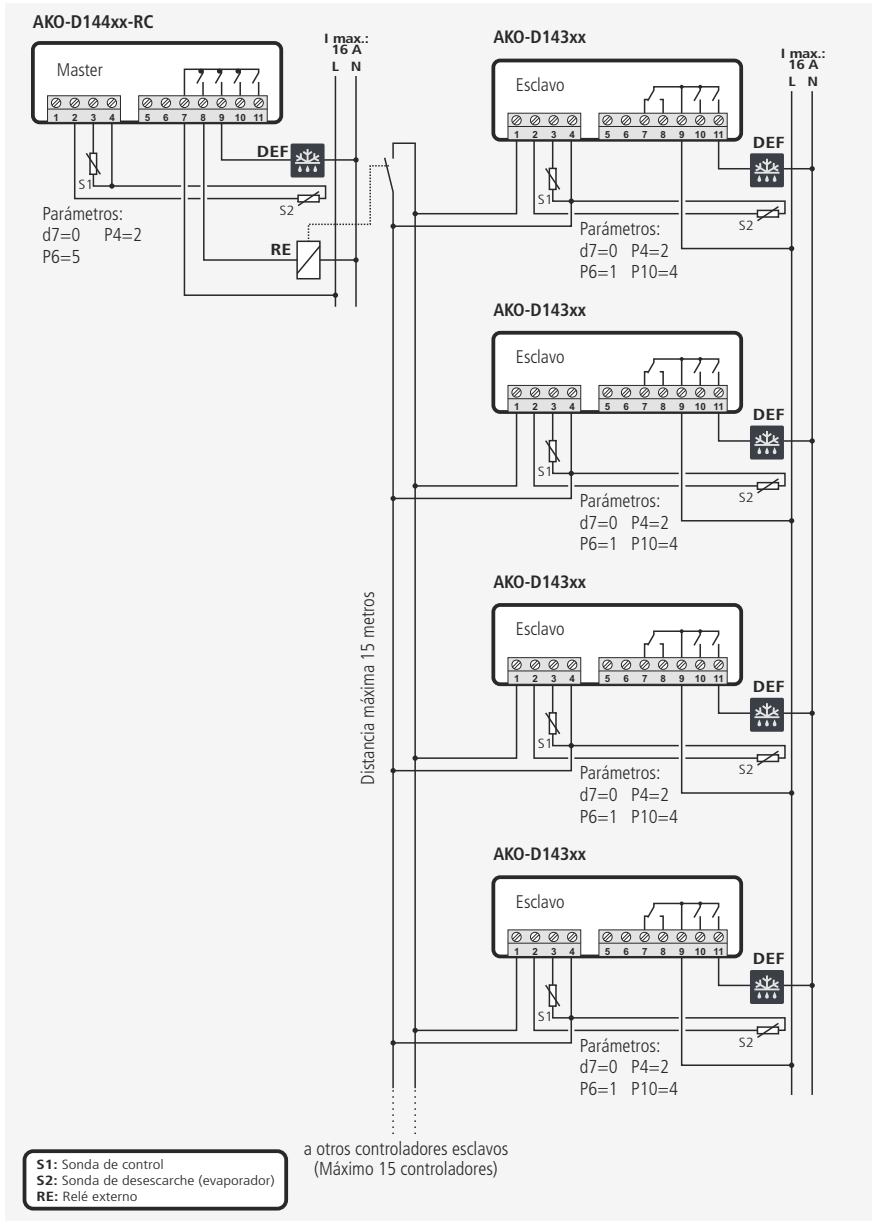 AKO-D144xx-RC
Master
1 2 3 4 5 6 7 8 9 10 11
I max.:
16 A
L N
DEF
S1
S2
RE
Parámetros:
d7=0 P4=2
P6=5
AKO-D143xx
Esclavo
1 2 3 4 5 6 7 8 9 10 11
I max.:
16 A
L N
DEF
S1
S2
Parámetros:
d7=0 P4=2
P6=1 P10=4
AKO-D143xx
Esclavo
1 2 3 4 5 6 7 8 9 10 11
DEF
S1
S2
Parámetros:
d7=0 P4=2
P6=1 P10=4
AKO-D143xx
Esclavo
1 2 3 4 5 6 7 8 9 10 11
DEF
S1
S2
Parámetros:
d7=0 P4=2
P6=1 P10=4
AKO-D143xx
Esclavo
1 2 3 4 5 6 7 8 9 10 11
DEF
S1
S2
Parámetros:
d7=0 P4=2
P6=1 P10=4
Distancia máxima 15 metros
a otros controladores esclavos
(Máximo 15 controladores)
S1: Sonda de control
S2: Sonda de desescarche (evaporador)
RE: Relé externo